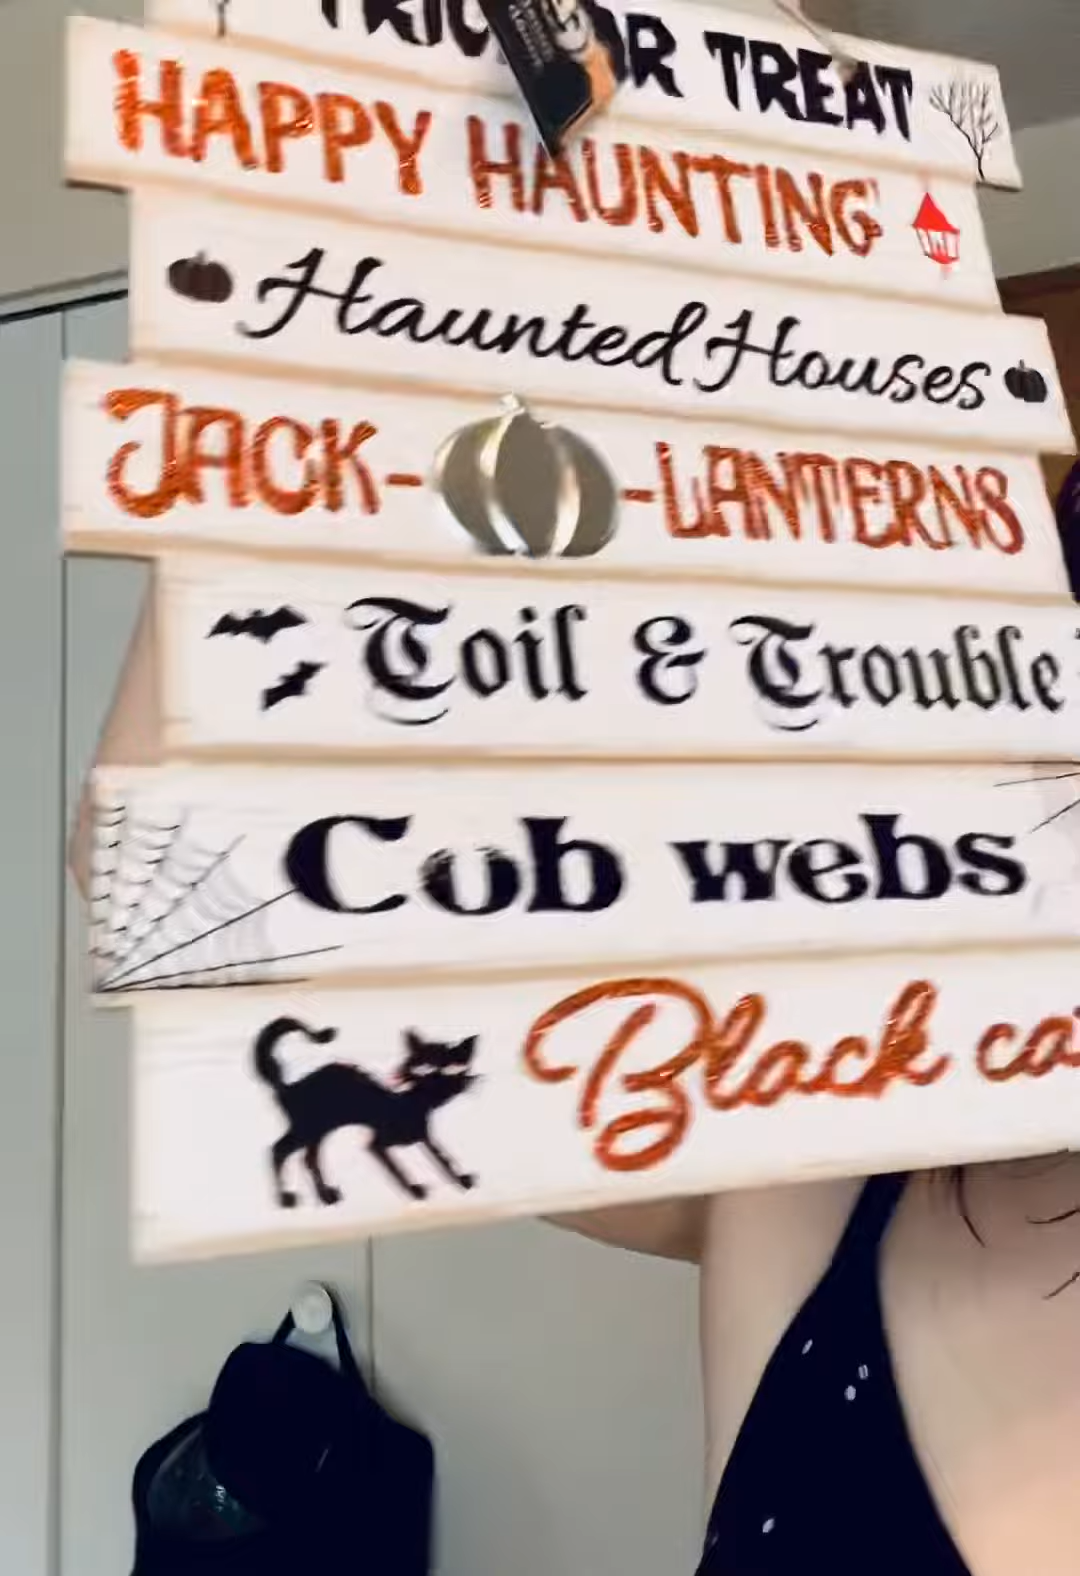 OR TREAT
HAPPY HAUNTING
Haunted Houses
JACK- -LANTERNS
Toil & Trouble
Cob webs
Black